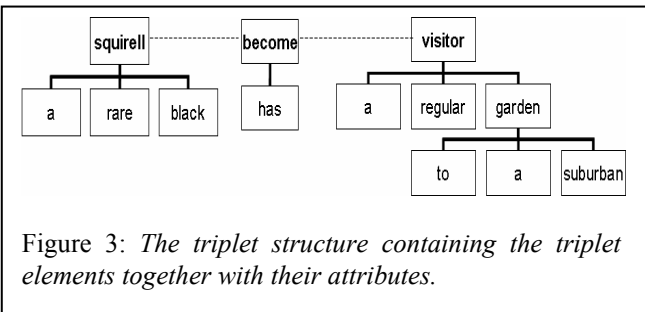 squirell become visitor
a rare black has a regular garden
to a suburban
Figure 3: The triplet structure containing the triplet
elements together with their attributes.